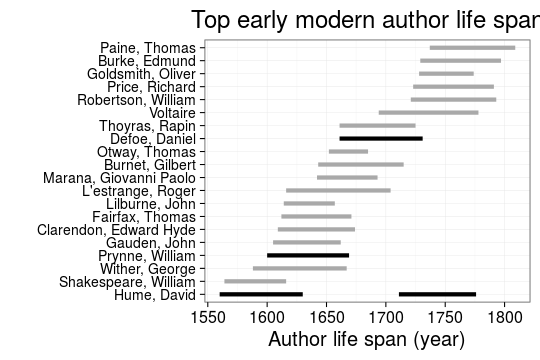 Top early modern author life span
Paine, Thomas
Burke, Edmund
Goldsmith, Oliver
Price, Richard
Robertson, William
Voltaire
Thoyras, Rapin
Defoe, Daniel
Otway, Thomas
Burnet, Gilbert
Marana, Giovanni Paolo
L'estrange, Roger
Lilburne, John
Fairfax, Thomas
Clarendon, Edward Hyde
Gauden, John
Prynne, William
Wither, George
Shakespeare, William
Hume, David
1550 1600 1650 1700 1750 1800
Author life span (year)